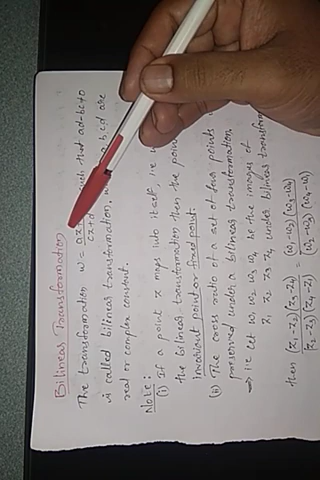 Bilinear Transformation
The transformation w = az that ad-bc≠0
cz+d
is called bilinear transformation, a, b, c, d are
real or complex constant.
Note:
(i) If a point z maps into itself, i.e.
the bilinear transformation then the point
invariant point or fixed point.
(ii) The cross ratio of a set of four points
preserved under a bilinear transformation
⇒ i.e. let w₁ w₂ w₃ w₄ be the images of
z₁ z₂ z₃ z₄ under bilinear transform
then (z₁-z₂)(z₃-z₄) = (w₁-w₂)(w₃-w₄)
(z₂-z₃)(z₄-z₁) (w₂-w₃)(w₄-w₁)